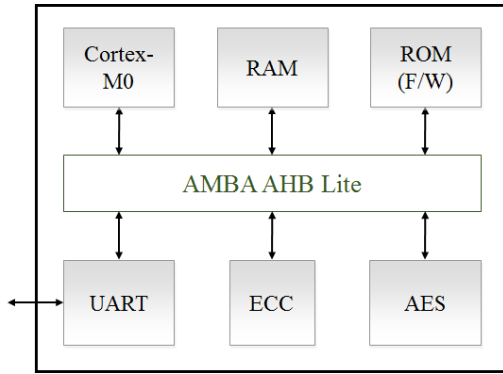 Cortex-
M0
RAM
ROM
(F/W)
AMBA AHB Lite
UART
ECC
AES